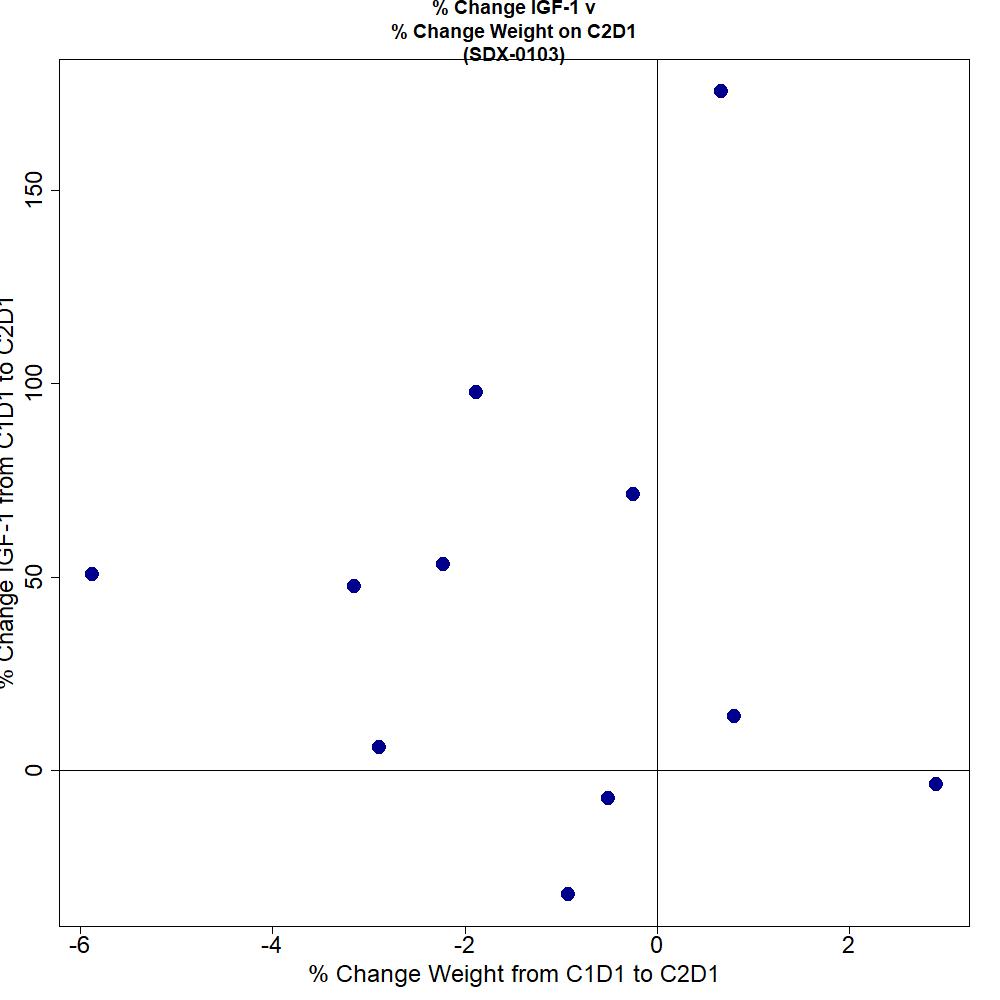 % Change IGF-1 v
% Change Weight on C2D1
(SDX-0103)
% Change IGF-1 from C1D1 to C2D1
150
100
50
0
-6
-4
-2
0
2
% Change Weight from C1D1 to C2D1